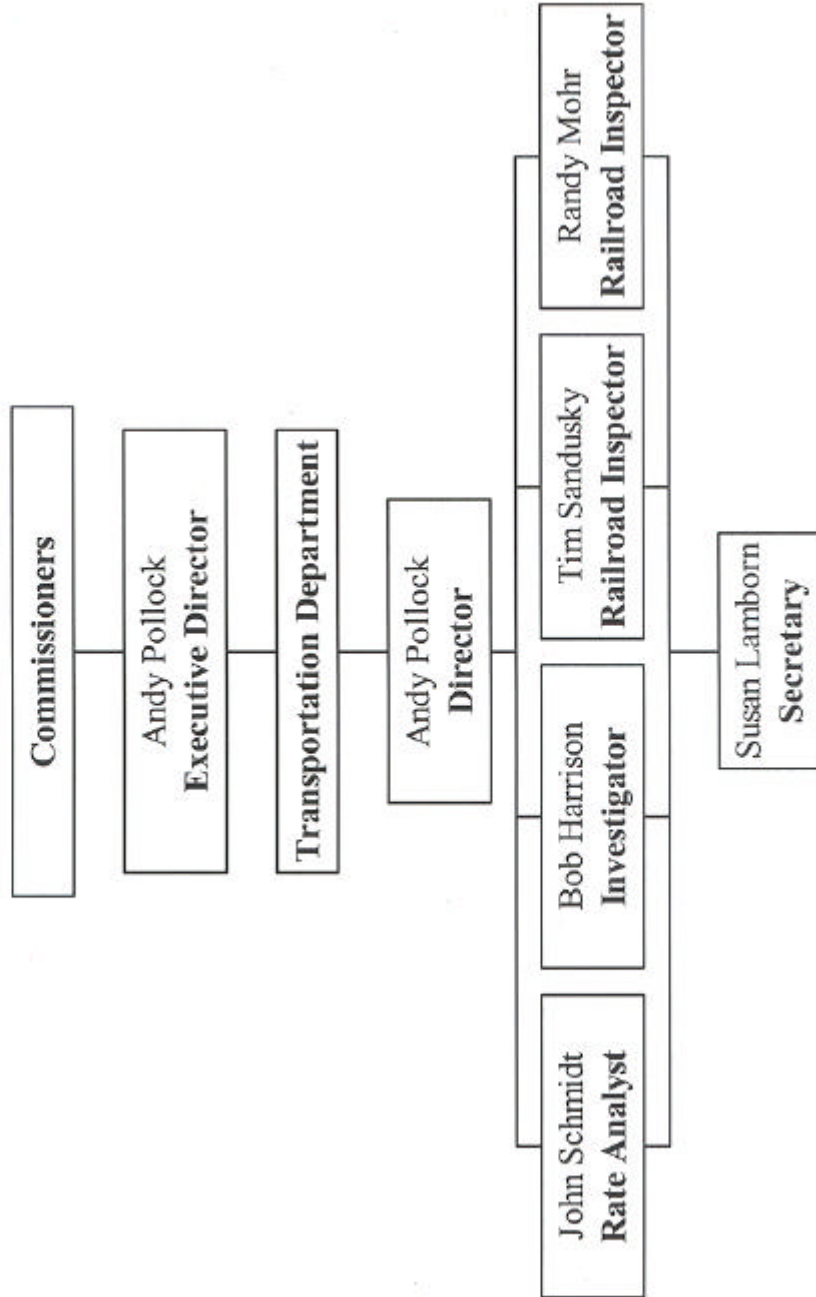 Commissioners
Andy Pollock
Executive Director
Transportation Department
Andy Pollock
Director
John Schmidt
Rate Analyst
Bob Harrison
Investigator
Tim Sandusky
Railroad Inspector
Randy Mohr
Railroad Inspector
Susan Lamborn
Secretary